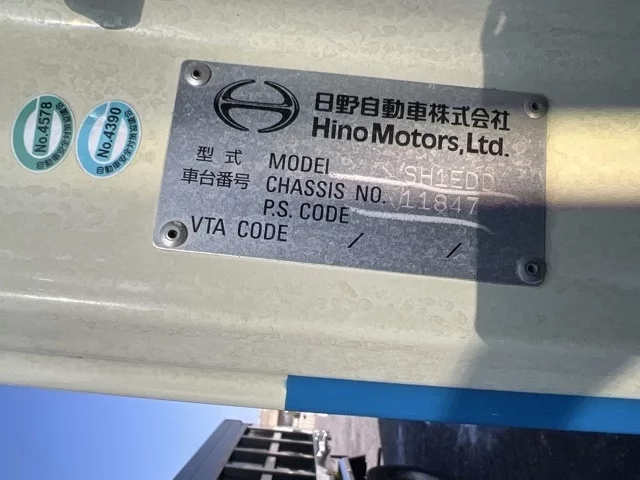 日野自動車株式会社
Hino Motors, Ltd.
型式 MODEL SH1EDD
車台番号 CHASSIS NO. 11847
P.S. CODE
VTA CODE / /
No.4578
No.4390